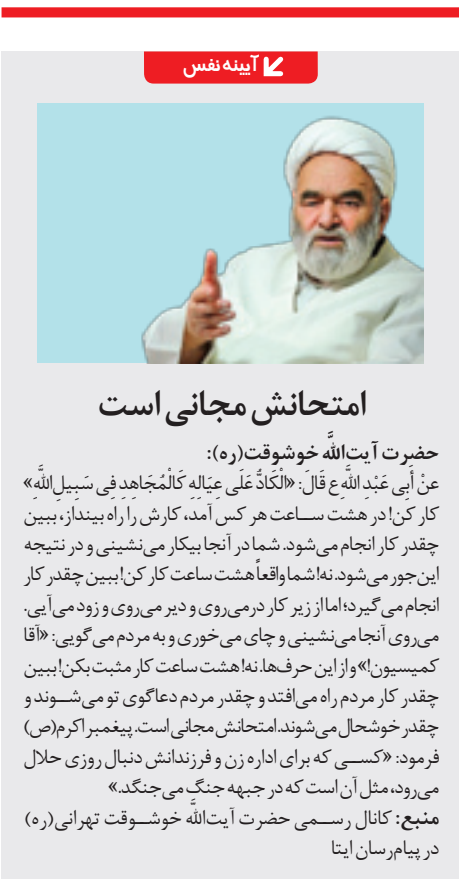 آیینه نفس
امتحانش مجانی است
حضرت آیت‌اللّه خوشوقت(ره):
عنْ أَبِی عَبْدِ اللَّهِ ع قَالَ: «الْکَادُّ عَلَی عِیَالِهِ کَالْمُجَاهِدِ فِی سَبِیلِ اللَّهِ»
کار کن! در هشت ساعت هر کس آمد، کارش را راه بینداز، ببین
چقدر کار انجام می‌شود. شما در آنجا بیکار می‌نشینی و در نتیجه
این‌جور می‌شود. نه! شما واقعاً هشت ساعت کار کن! ببین چقدر کار
انجام می‌گیرد؛ اما از زیر کار درمی‌روی و دیر می‌روی و زود می‌آیی.
می‌روی آنجا می‌نشینی و چای می‌خوری و به مردم می‌گویی: «آقا
کمیسیون!» و از این حرف‌ها. نه! هشت ساعت کار مثبت بکن! ببین
چقدر کار مردم راه می‌افتد و چقدر مردم دعاگوی تو می‌شوند و
چقدر خوشحال می‌شوند. امتحانش مجانی است. پیغمبر اکرم(ص)
فرمود: «کسی که برای اداره زن و فرزندانش دنبال روزی حلال
می‌رود، مثل آن است که در جبهه جنگ می‌جنگد.»
منبع: کانال رسمی حضرت آیت‌اللّه خوشوقت تهرانی(ره)
در پیام‌رسان ایتا